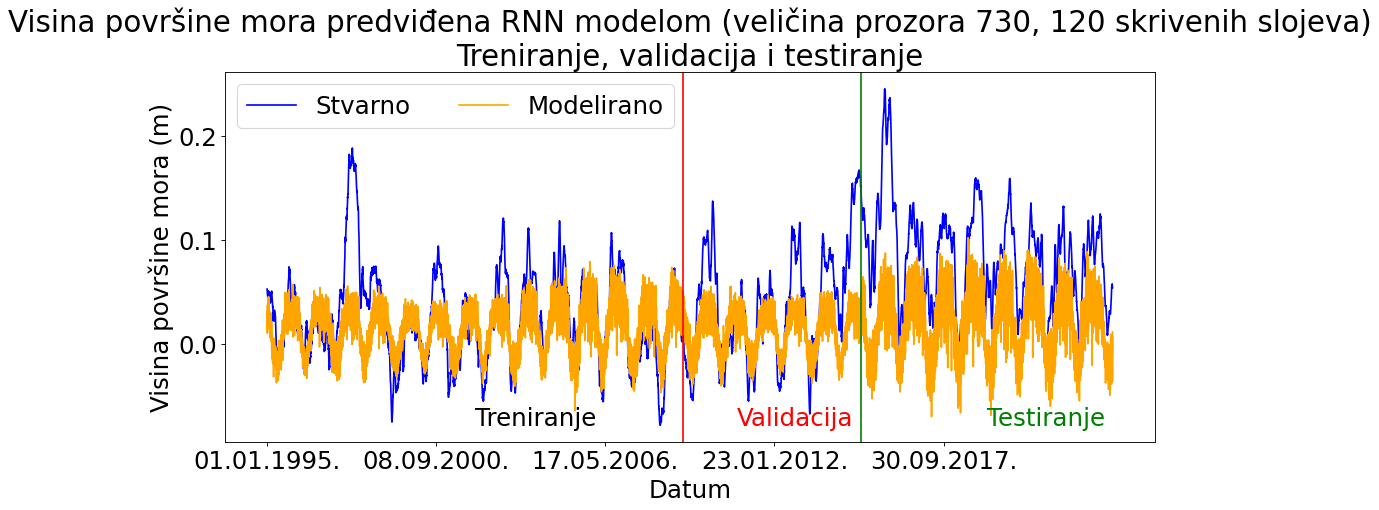 Visina površine mora predviđena RNN modelom (veličina prozora 730, 120 skrivenih slojeva)
Treniranje, validacija i testiranje
Stvarno
Modelirano
Visina površine mora (m)
0.2
0.1
0.0
Treniranje
Validacija
Testiranje
01.01.1995.
08.09.2000.
17.05.2006.
23.01.2012.
30.09.2017.
Datum